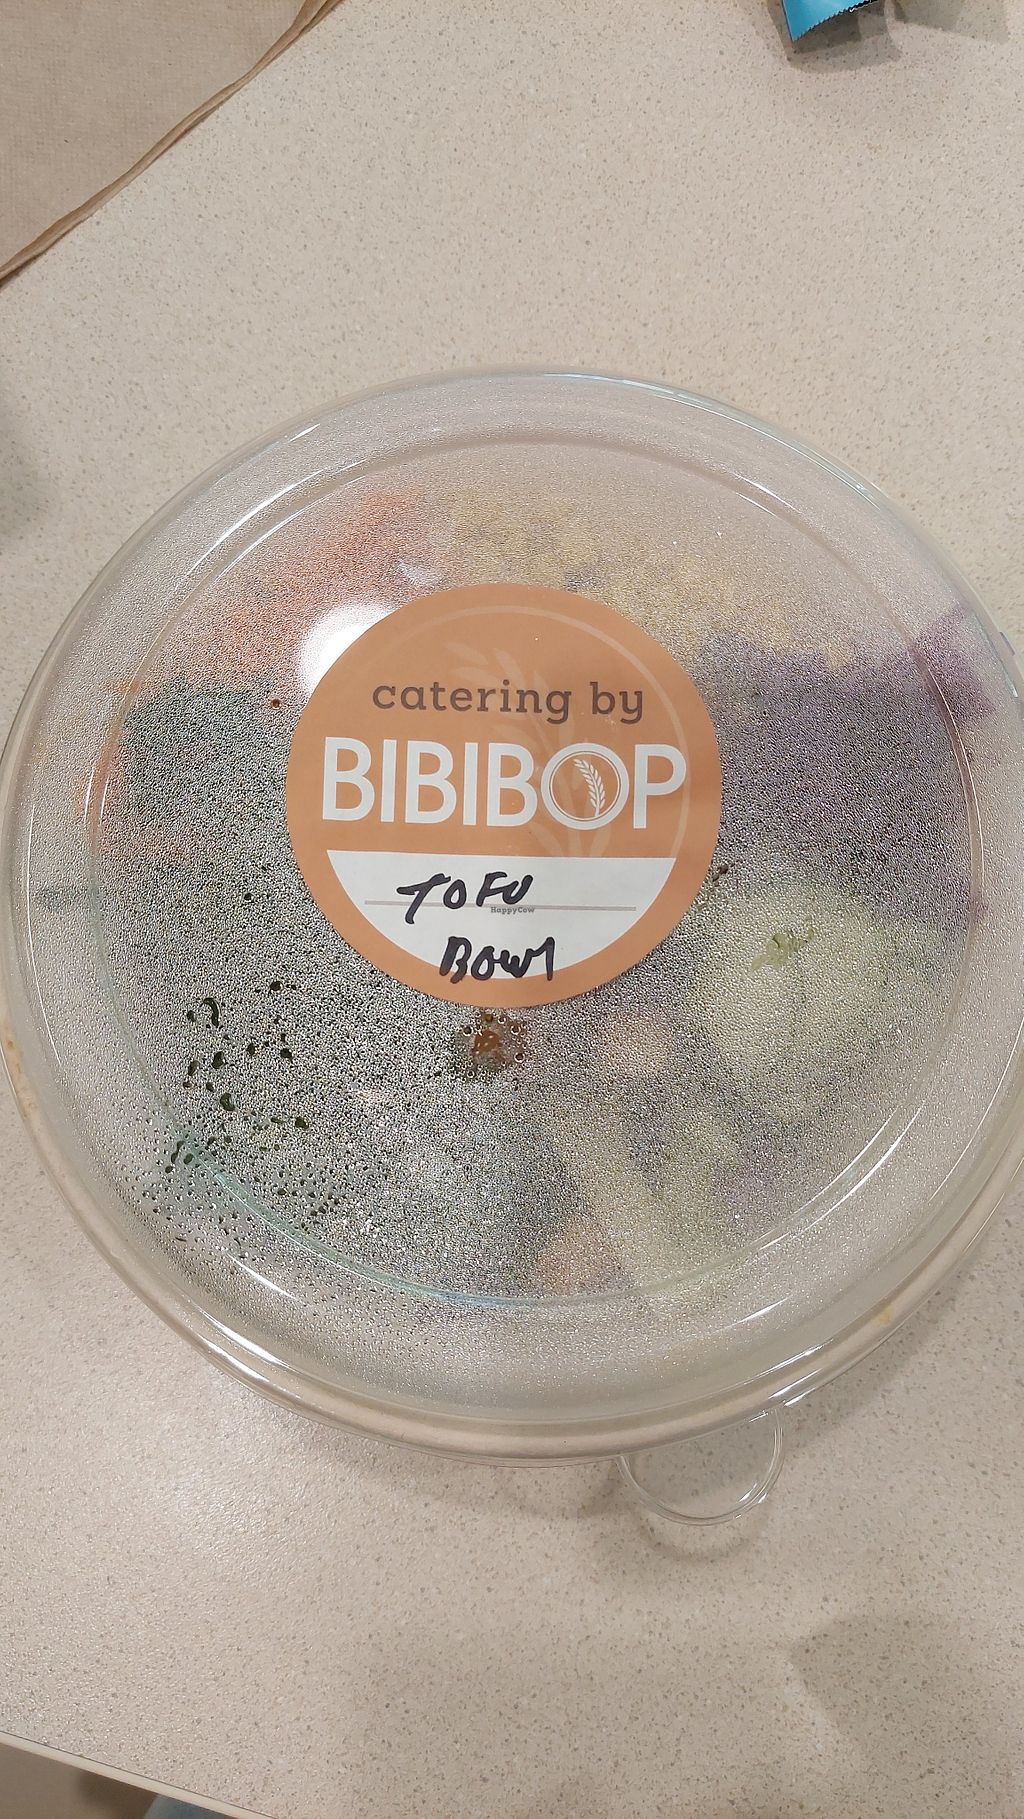 catering by
BIBIBOP
TOFU
HappyCow
Bowl